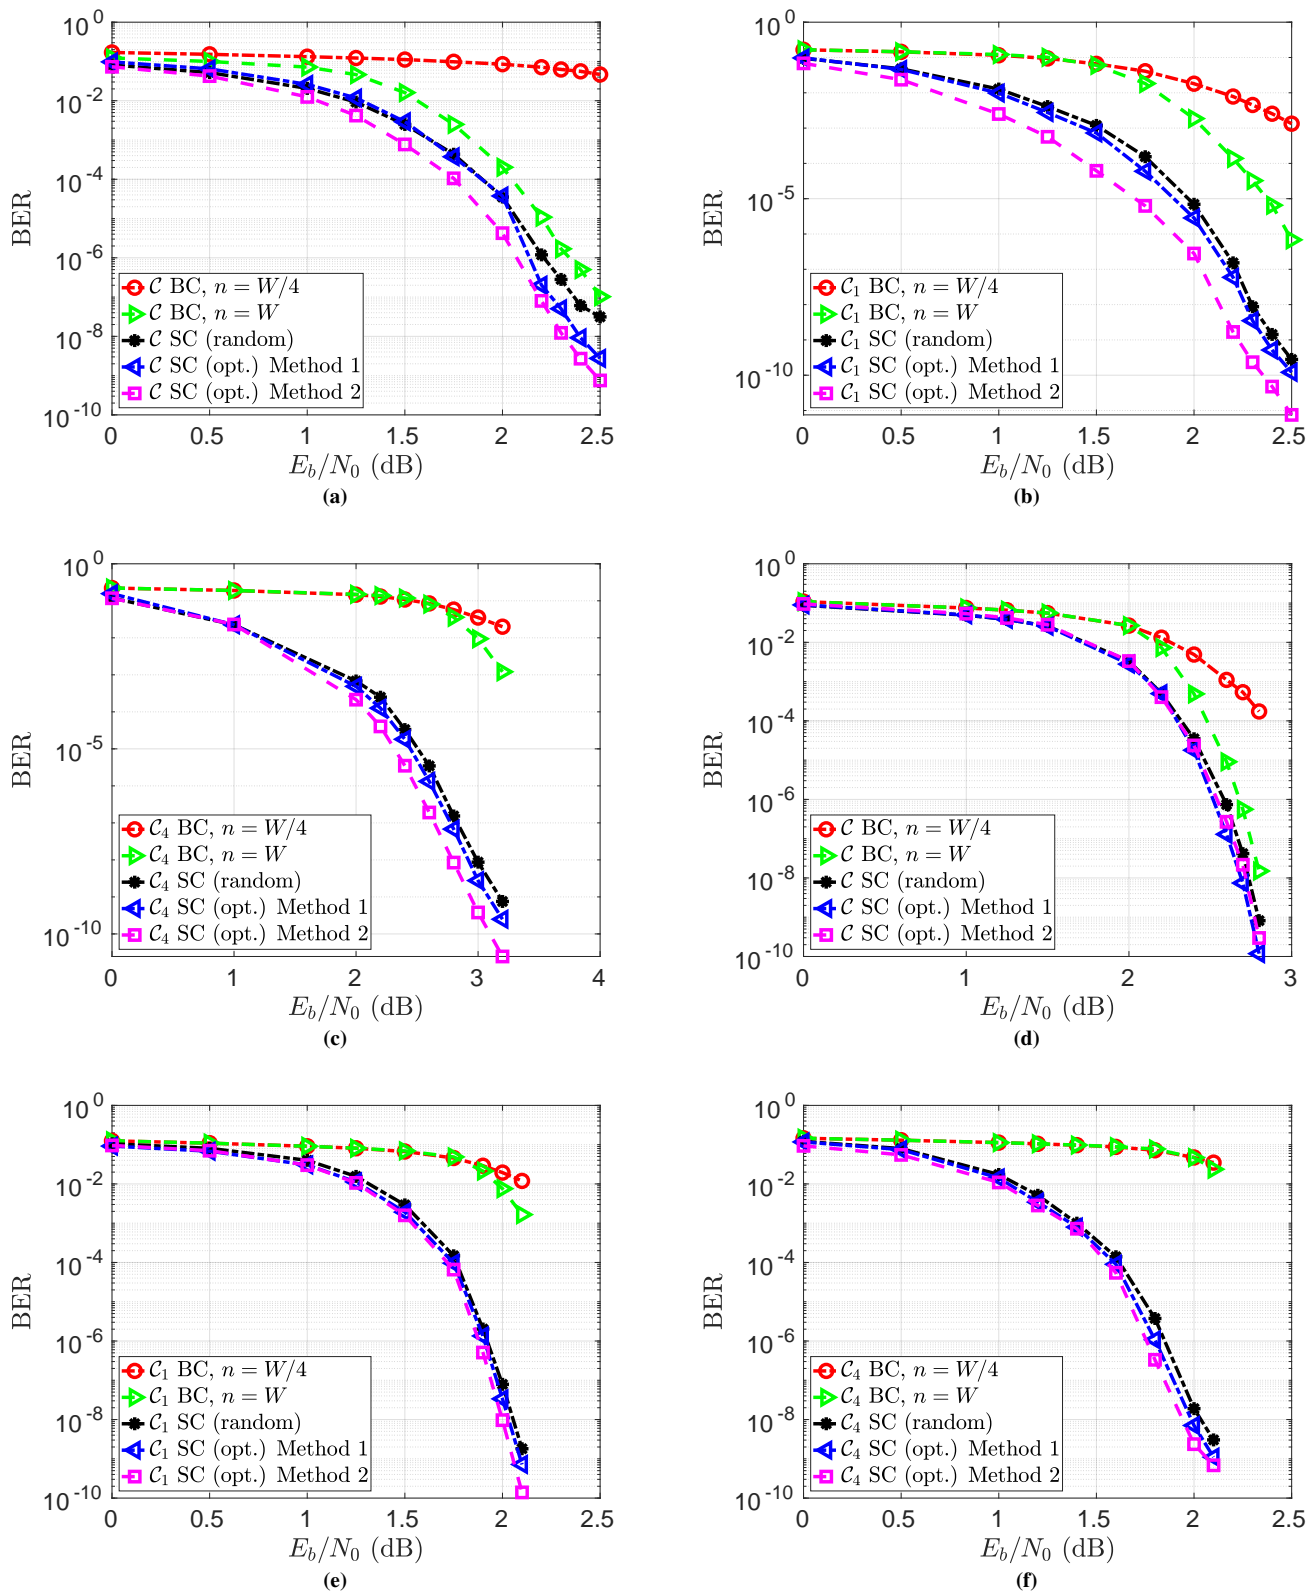 10^0
10^-2
10^-4
10^-6
10^-8
10^-10
BER
C BC, n = W/4
C BC, n = W
C SC (random)
C SC (opt.) Method 1
C SC (opt.) Method 2
0 0.5 1 1.5 2 2.5
E_b/N_0 (dB)
(a)
10^0
10^-5
10^-10
BER
C_1 BC, n = W/4
C_1 BC, n = W
C_1 SC (random)
C_1 SC (opt.) Method 1
C_1 SC (opt.) Method 2
0 0.5 1 1.5 2 2.5
E_b/N_0 (dB)
(b)
10^0
10^-5
10^-10
BER
C_4 BC, n = W/4
C_4 BC, n = W
C_4 SC (random)
C_4 SC (opt.) Method 1
C_4 SC (opt.) Method 2
0 1 2 3 4
E_b/N_0 (dB)
(c)
10^0
10^-2
10^-4
10^-6
10^-8
10^-10
BER
C BC, n = W/4
C BC, n = W
C SC (random)
C SC (opt.) Method 1
C SC (opt.) Method 2
0 1 2 3
E_b/N_0 (dB)
(d)
10^0
10^-2
10^-4
10^-6
10^-8
10^-10
BER
C_1 BC, n = W/4
C_1 BC, n = W
C_1 SC (random)
C_1 SC (opt.) Method 1
C_1 SC (opt.) Method 2
0 0.5 1 1.5 2 2.5
E_b/N_0 (dB)
(e)
10^0
10^-2
10^-4
10^-6
10^-8
10^-10
BER
C_4 BC, n = W/4
C_4 BC, n = W
C_4 SC (random)
C_4 SC (opt.) Method 1
C_4 SC (opt.) Method 2
0 0.5 1 1.5 2 2.5
E_b/N_0 (dB)
(f)